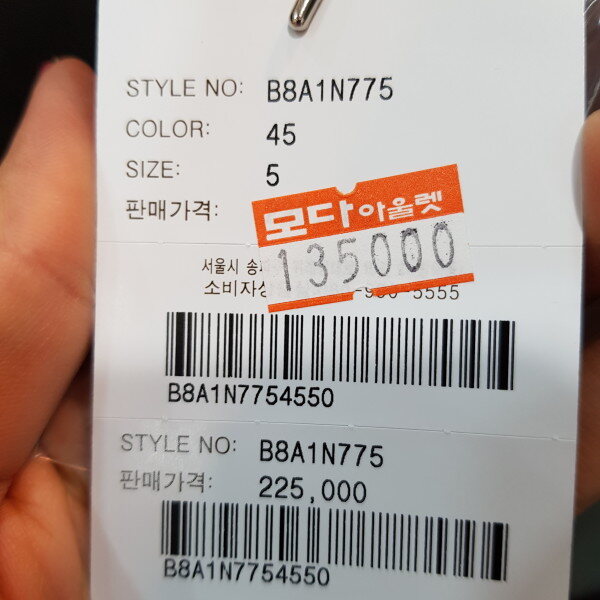 STYLE NO: B8A1N775
COLOR: 45
SIZE: 5
판매가격:
모다아울렛
135000
서울시 송
소비자상 5555
B8A1N7754550
STYLE NO: B8A1N775
판매가격: 225,000
B8A1N7754550